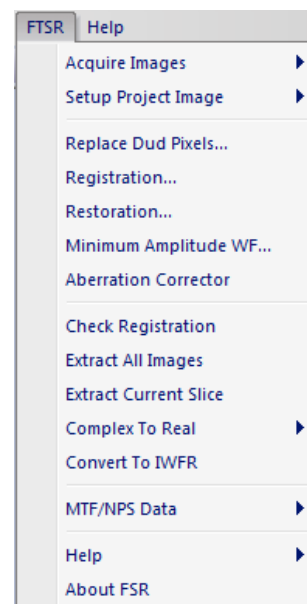 FTSR Help
Acquire Images
Setup Project Image
Replace Dud Pixels...
Registration...
Restoration...
Minimum Amplitude WF...
Aberration Corrector
Check Registration
Extract All Images
Extract Current Slice
Complex To Real
Convert To IWFR
MTF/NPS Data
Help
About FSR